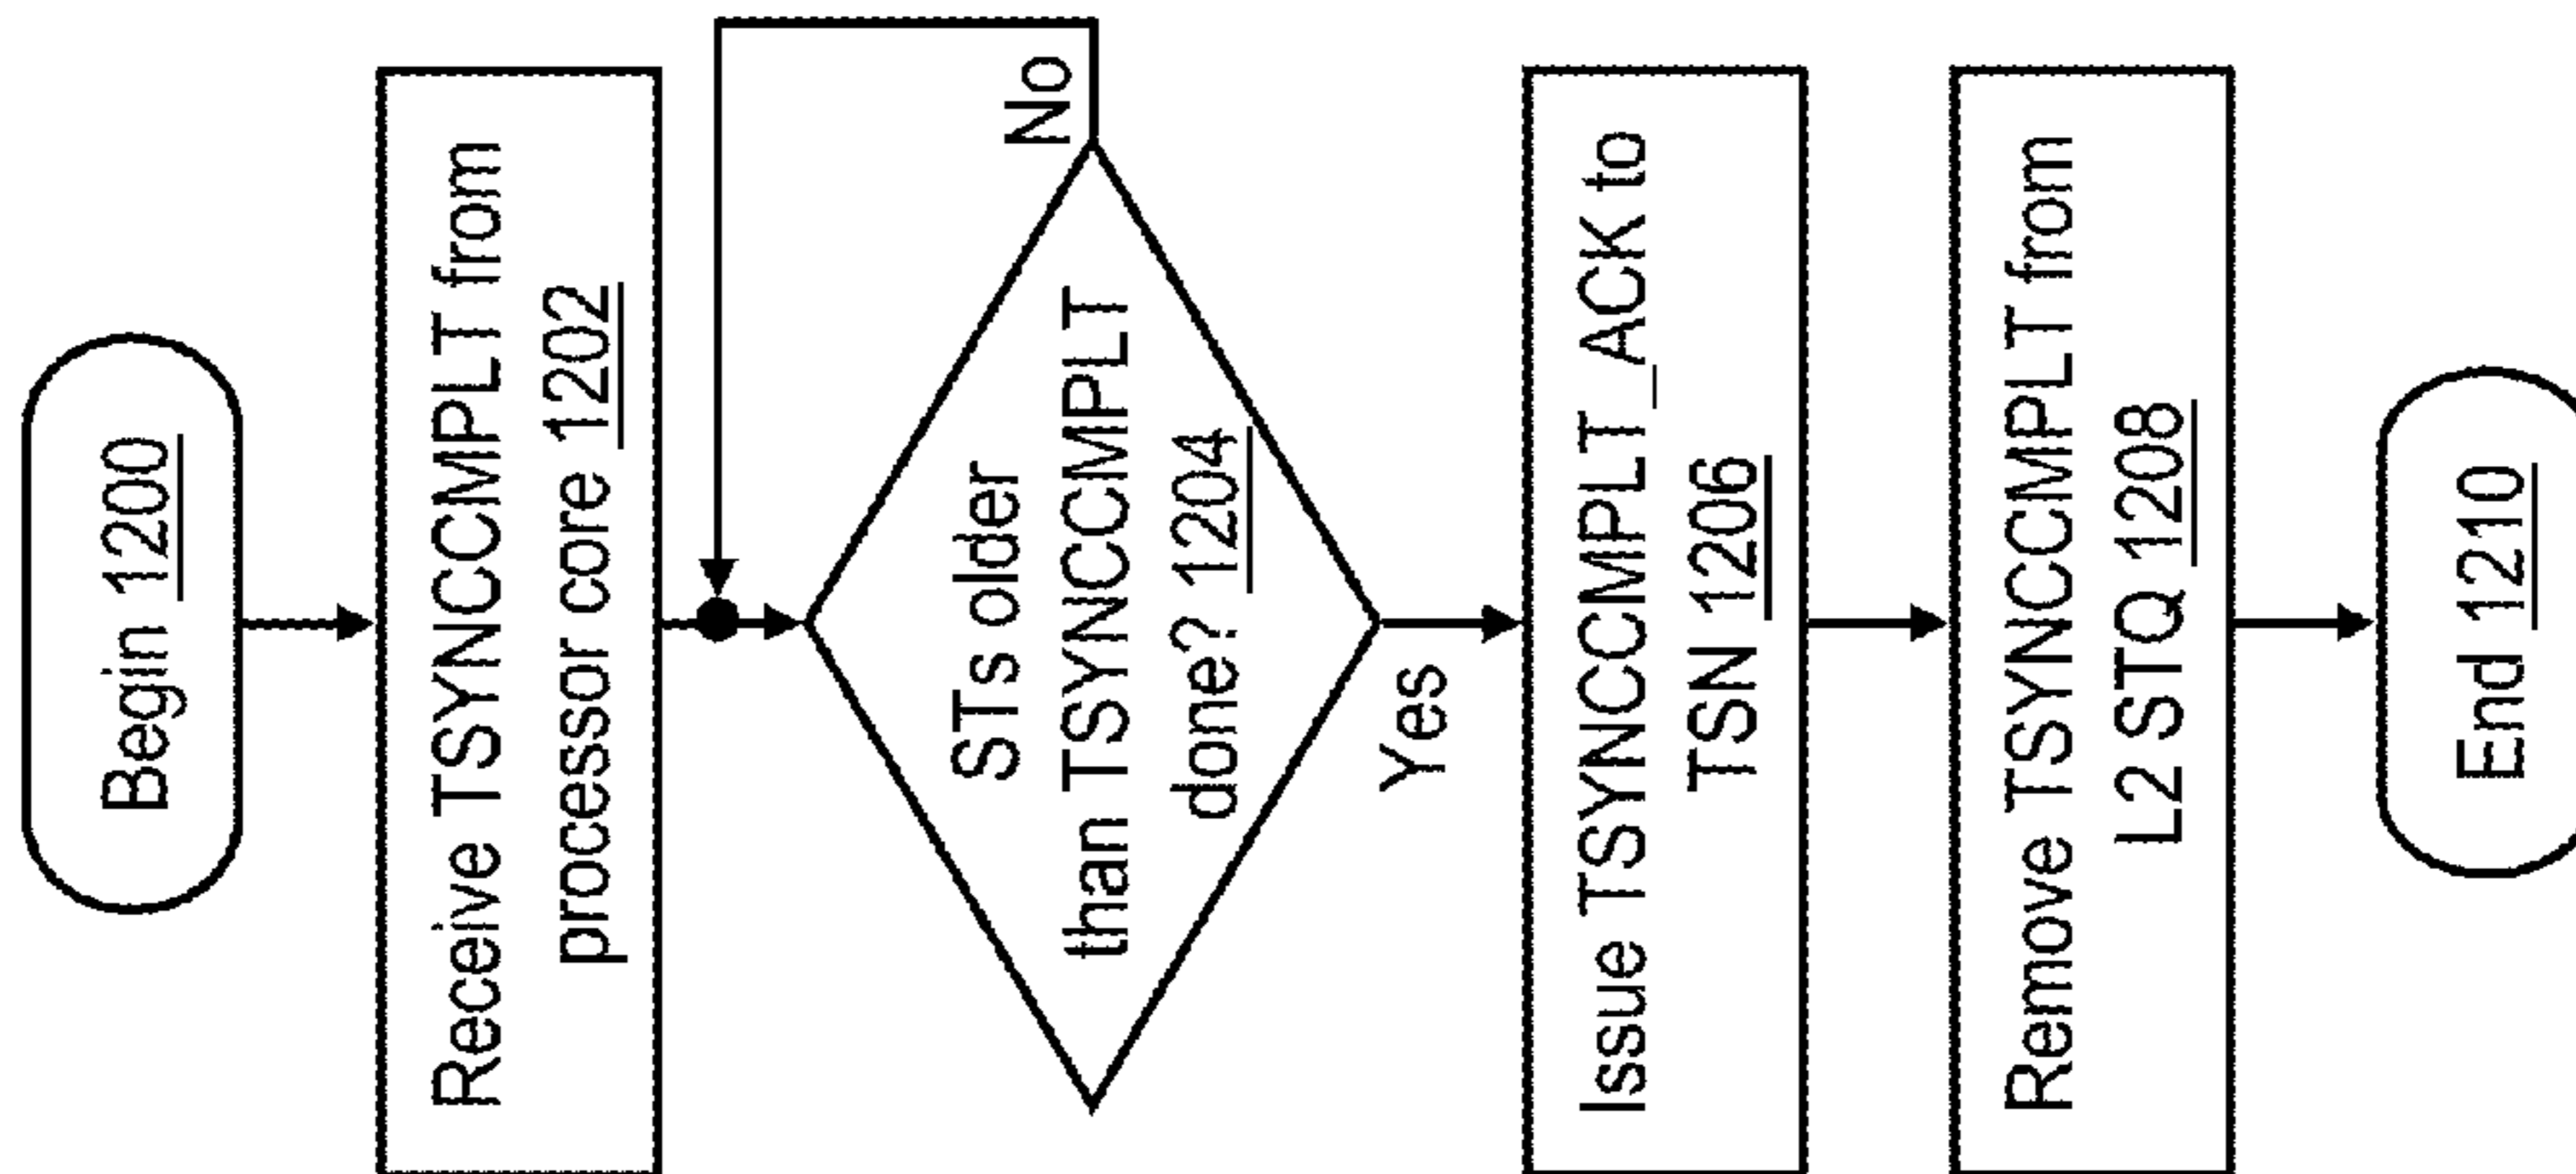 Begin 1200
Receive TSYNCCMPLT from
processor core 1202
No
STs older
than TSYNCCMPLT
done? 1204
Yes
Issue TSYNCCMPLT_ACK to
TSN 1206
Remove TSYNCCMPLT from
L2 STQ 1208
End 1210